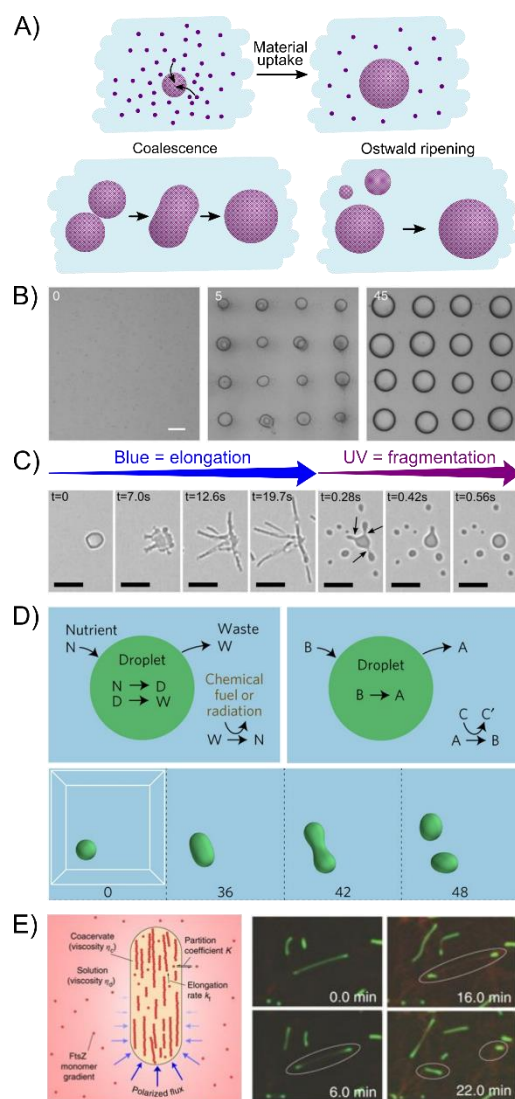 A)
Material
uptake
Coalescence
Ostwald ripening
B)
0
5
45
C)
Blue = elongation
UV = fragmentation
t=0
t=7.0s
t=12.6s
t=19.7s
t=0.28s
t=0.42s
t=0.56s
D)
Nutrient
N
Waste
W
Droplet
N → D
D → W
Chemical
fuel or
radiation
W → N
B
A
Droplet
B → A
C C'
A → B
0
36
42
48
E)
Coacervate
(viscosity ηc)
Partition
coefficient K
Solution
(viscosity ηs)
Elongation
rate kt
FtsZ
monomer
gradient
Polarized flux
0.0 min
16.0 min
6.0 min
22.0 min